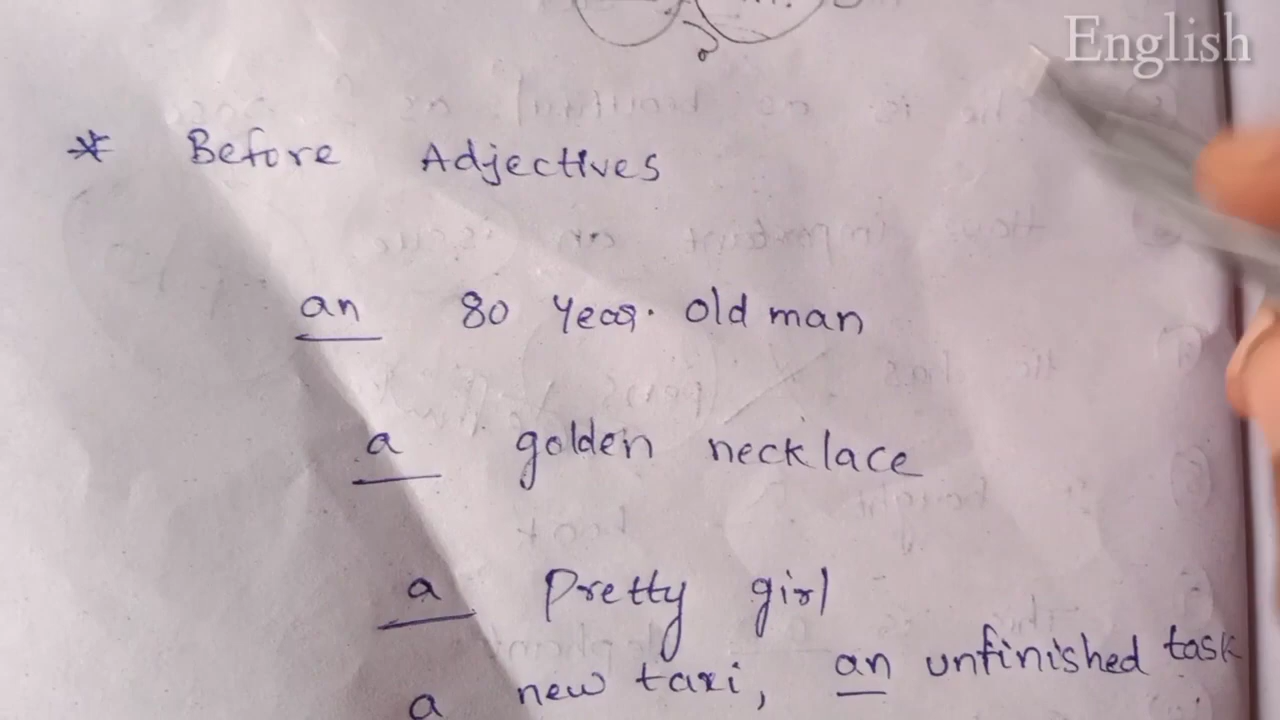 English
* Before Adjectives
an 80 Year. old man
a golden necklace
a Pretty girl
a new taxi, an unfinished task